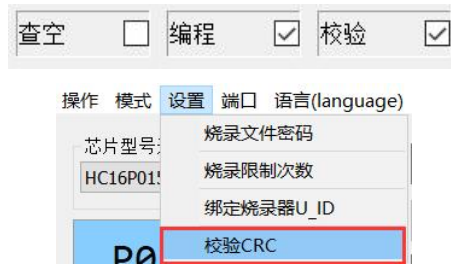 查空 编程 校验
操作 模式 设置 端口 语言(language)
芯片型号
烧录文件密码
HC16P015
烧录限制次数
绑定烧录器U_ID
校验CRC
P0